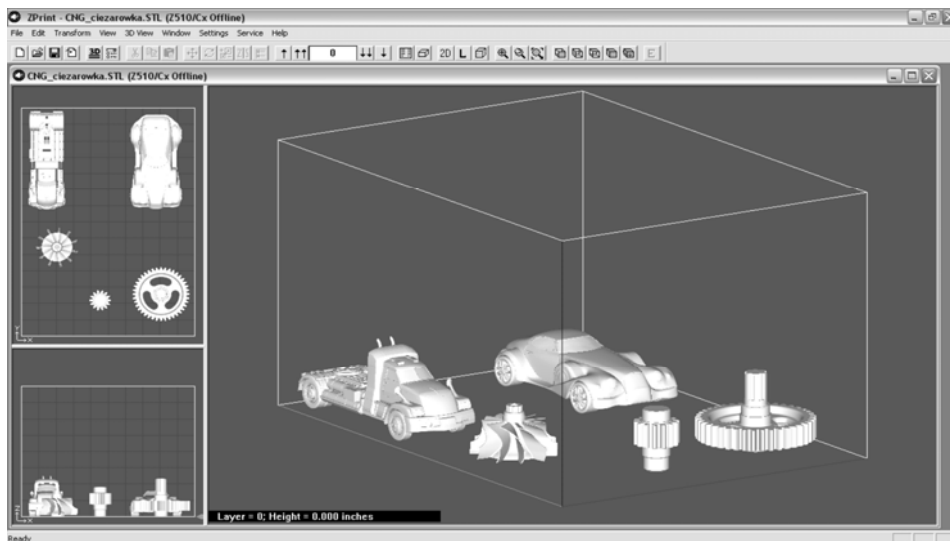 ZPrint - CNG_ciezarowka.STL (Z510/Cx Offline)
File Edit Transform View 3D View Window Settings Service Help
3D 0 2D L E
CNG_ciezarowka.STL (Z510/Cx Offline)
Y
X
Z
X
Layer = 0; Height = 0.000 inches
Ready